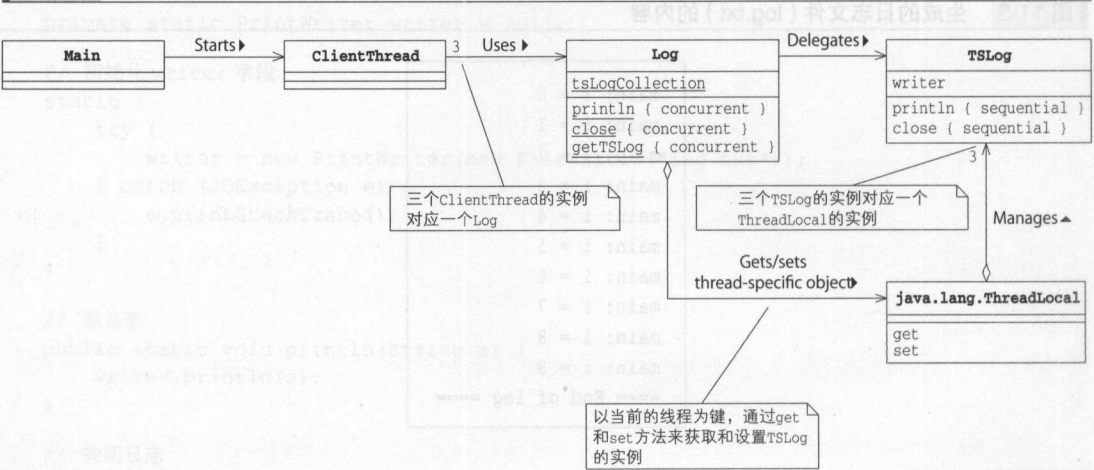 Main
Starts
ClientThread
3
Uses
Log
tsLogCollection
println { concurrent }
close { concurrent }
getTSLog { concurrent }
Delegates
TSLog
writer
println { sequential }
close { sequential }
3
三个ClientThread的实例
对应一个Log
三个TSLog的实例对应一个
ThreadLocal的实例
Manages
Gets/sets
thread-specific object
java.lang.ThreadLocal
get
set
以当前的线程为键，通过get
和set方法来获取和设置TSLog
的实例